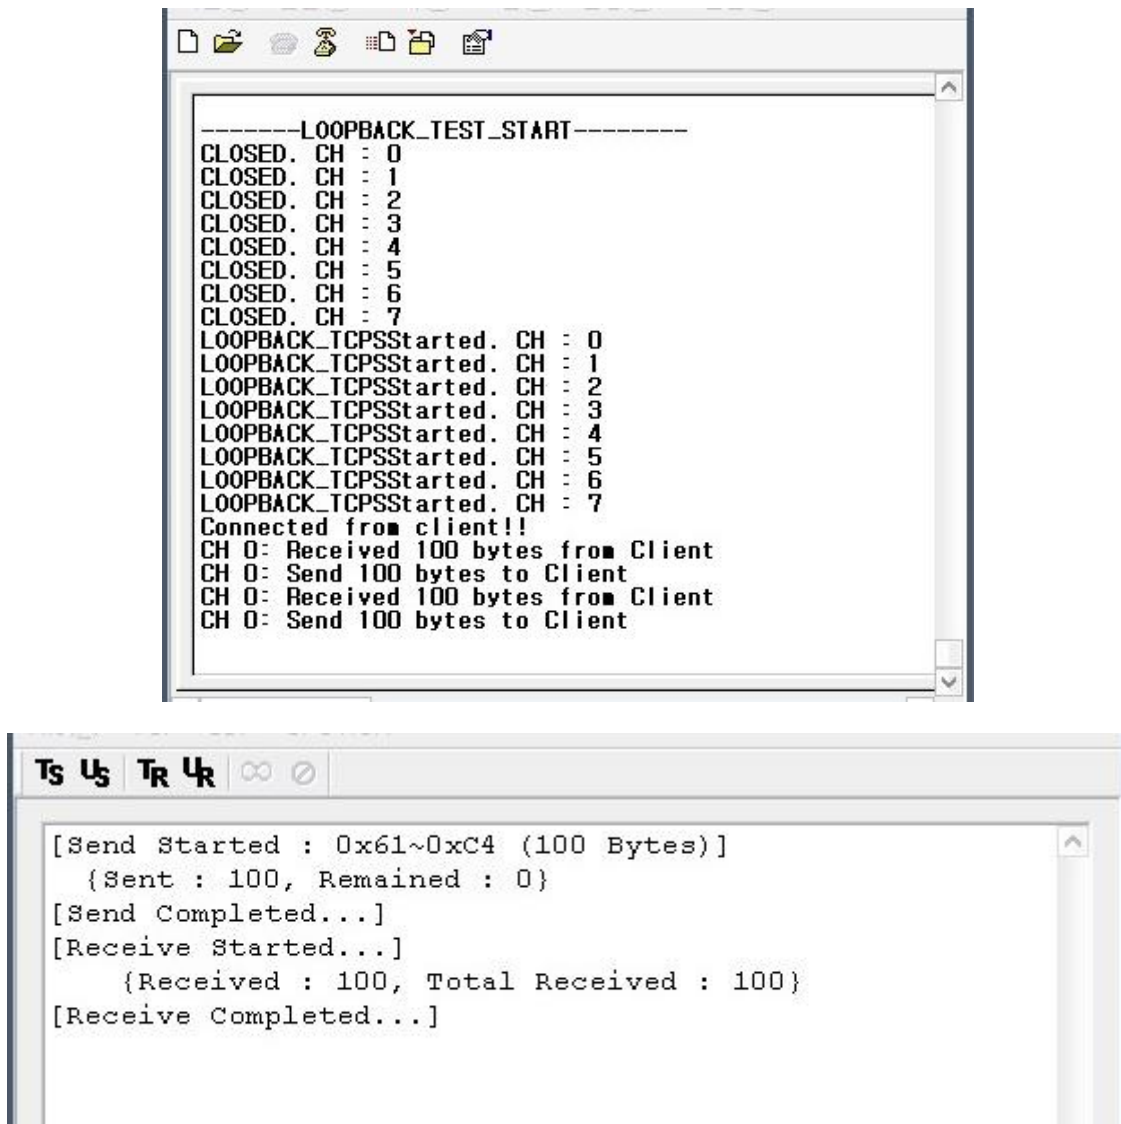 -------LOOPBACK_TEST_START--------
CLOSED. CH : 0
CLOSED. CH : 1
CLOSED. CH : 2
CLOSED. CH : 3
CLOSED. CH : 4
CLOSED. CH : 5
CLOSED. CH : 6
CLOSED. CH : 7
LOOPBACK_TCPSStarted. CH : 0
LOOPBACK_TCPSStarted. CH : 1
LOOPBACK_TCPSStarted. CH : 2
LOOPBACK_TCPSStarted. CH : 3
LOOPBACK_TCPSStarted. CH : 4
LOOPBACK_TCPSStarted. CH : 5
LOOPBACK_TCPSStarted. CH : 6
LOOPBACK_TCPSStarted. CH : 7
Connected from client!!
CH 0: Received 100 bytes from Client
CH 0: Send 100 bytes to Client
CH 0: Received 100 bytes from Client
CH 0: Send 100 bytes to Client
TS US TR UR
[Send Started : 0x61~0xC4 (100 Bytes)]
{Sent : 100, Remained : 0}
[Send Completed...]
[Receive Started...]
{Received : 100, Total Received : 100}
[Receive Completed...]